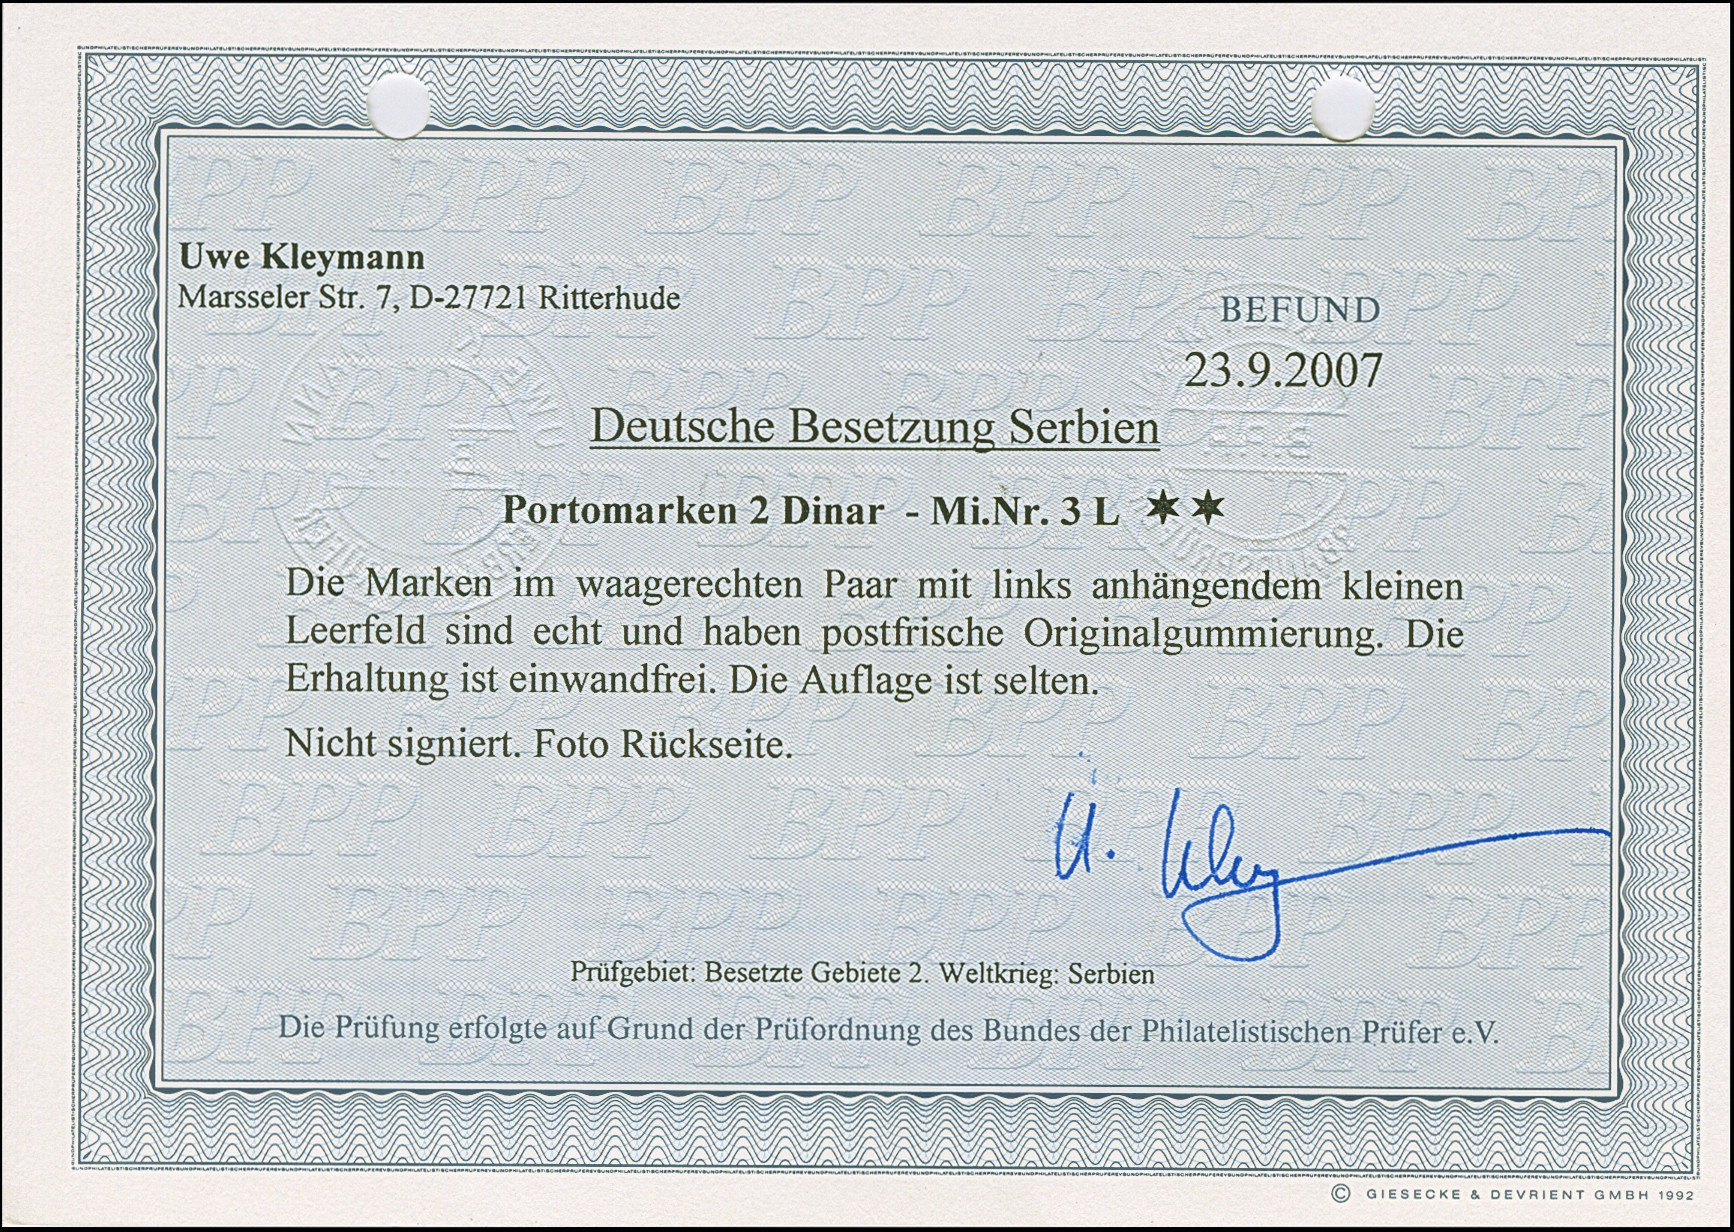 Uwe Kleymann
Marsseler Str. 7, D-27721 Ritterhude
BEFUND
23.9.2007
Deutsche Besetzung Serbien
Portomarken 2 Dinar - Mi.Nr. 3 L ✶✶
Die Marken im waagerechten Paar mit links anhängendem kleinen
Leerfeld sind echt und haben postfrische Originalgummierung. Die
Erhaltung ist einwandfrei. Die Auflage ist selten.
Nicht signiert. Foto Rückseite.
Prüfgebiet: Besetzte Gebiete 2. Weltkrieg: Serbien
Die Prüfung erfolgte auf Grund der Prüfordnung des Bundes der Philatelistischen Prüfer e.V.
© GIESECKE & DEVRIENT GMBH 1992